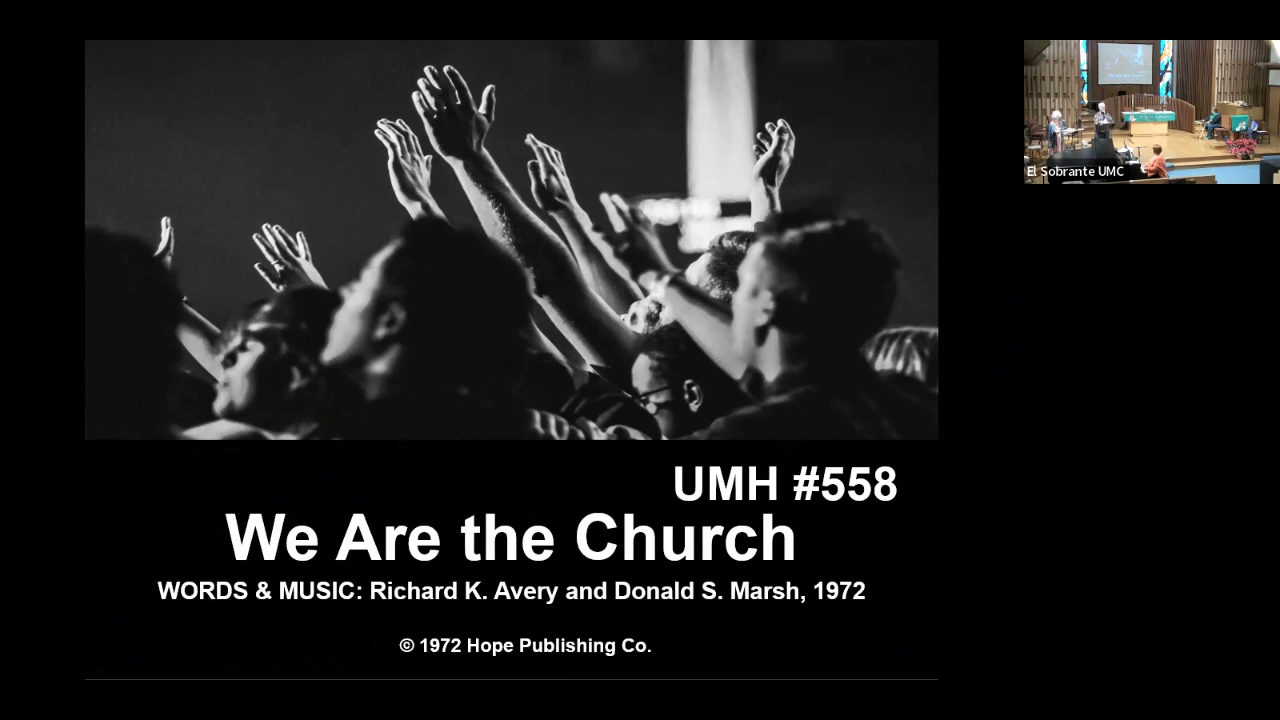 UMH #558
We Are the Church
WORDS & MUSIC: Richard K. Avery and Donald S. Marsh, 1972
© 1972 Hope Publishing Co.
El Sobrante UMC